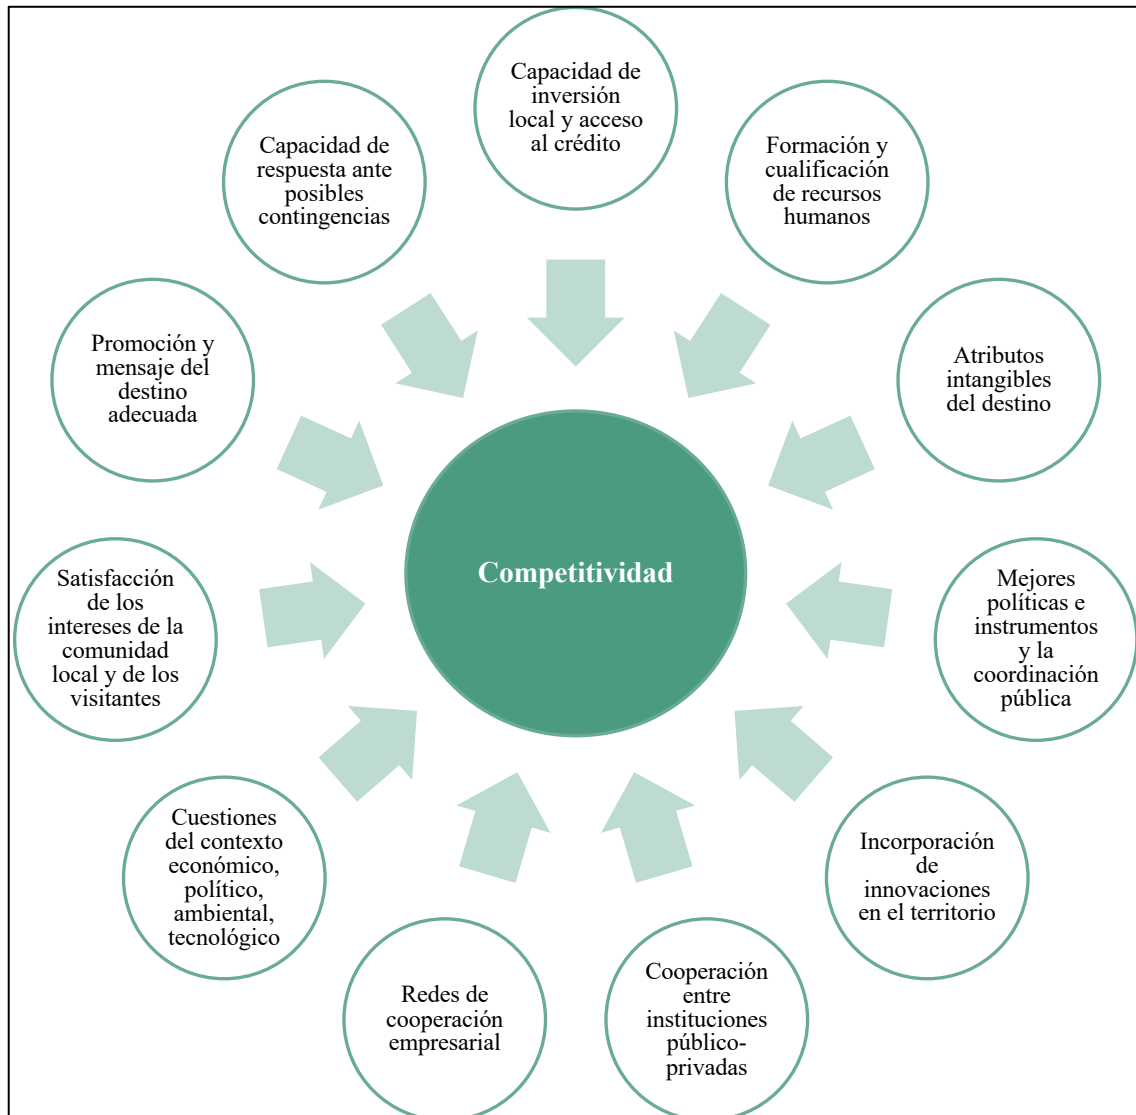 Capacidad de
inversión
local y acceso
al crédito
Formación y
cualificación
de recursos
humanos
Atributos
intangibles
del destino
Mejores
políticas e
instrumentos
y la
coordinación
pública
Incorporación
de
innovaciones
en el territorio
Cooperación
entre
instituciones
público-
privadas
Redes de
cooperación
empresarial
Cuestiones
del contexto
económico,
político,
ambiental,
tecnológico
Satisfacción
de los
intereses de la
comunidad
local y de los
visitantes
Promoción y
mensaje del
destino
adecuada
Capacidad de
respuesta ante
posibles
contingencias
Competitividad